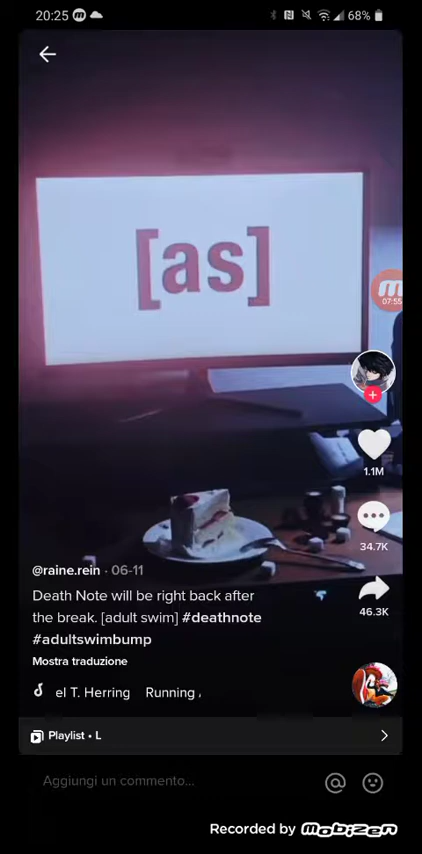 20:25
68%
[as]
07:55
1.1M
34.7K
46.3K
@raine.rein · 06-11
Death Note will be right back after
the break. [adult swim] #deathnote
#adultswimbump
Mostra traduzione
el T. Herring Running
Playlist • L
Aggiungi un commento...
Recorded by Mobizen